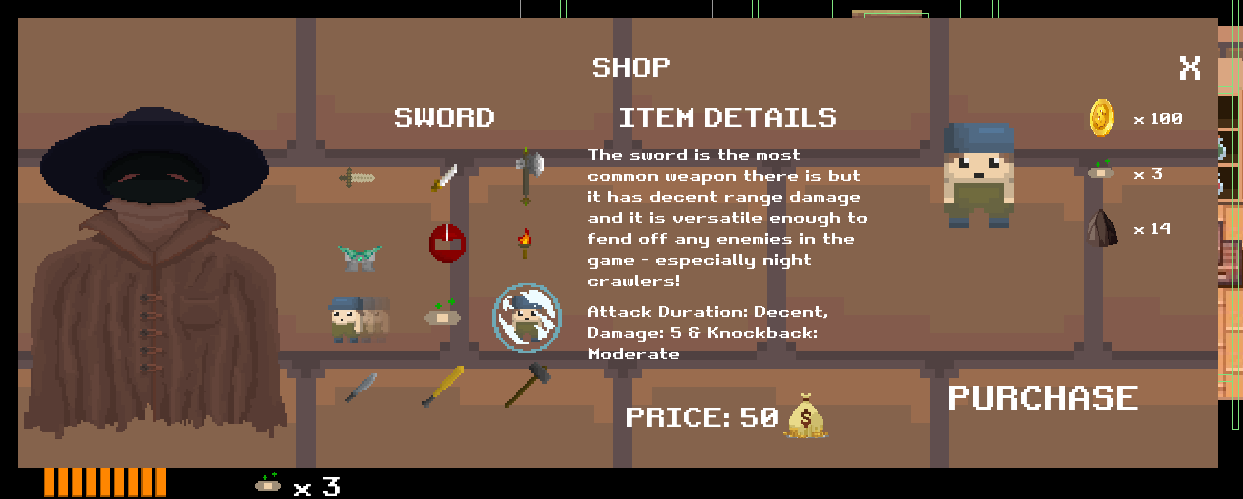 SHOP
X
SWORD
ITEM DETAILS
x 100
The sword is the most
common weapon there is but
it has decent range damage
and it is versatile enough to
fend off any enemies in the
game - especially night
crawlers!
x 3
x 14
Attack Duration: Decent,
Damage: 5 & Knockback:
Moderate
PRICE: 50
PURCHASE
x 3